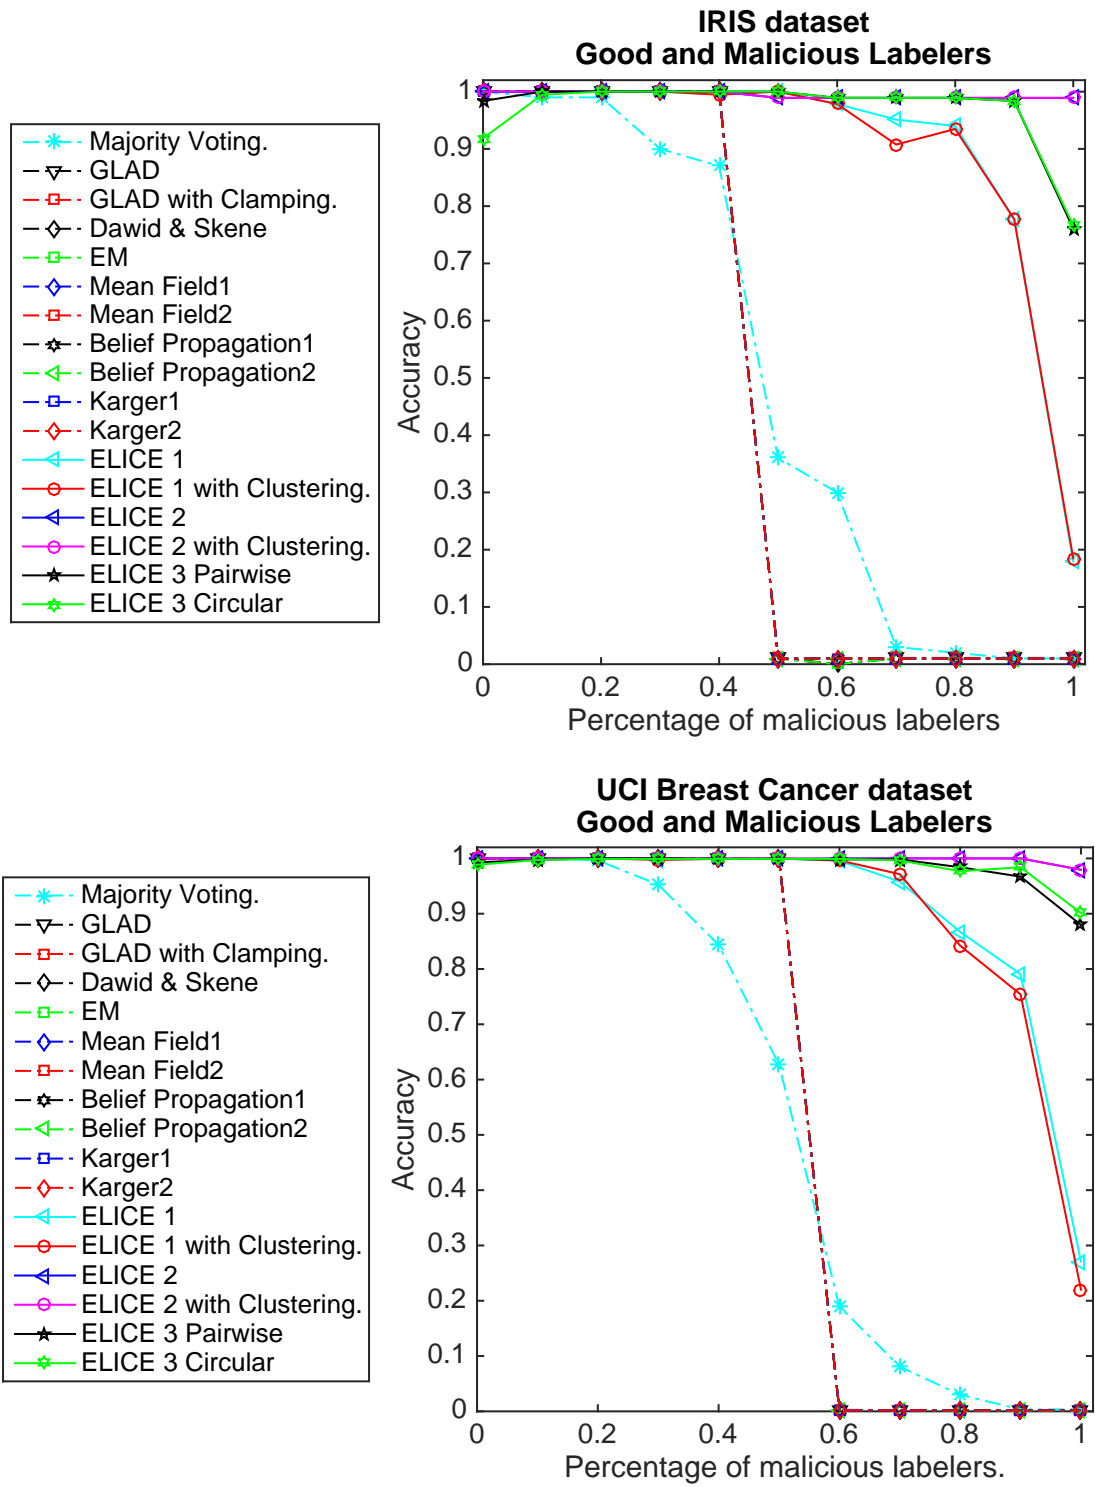 IRIS dataset
Good and Malicious Labelers
Majority Voting.
GLAD
GLAD with Clamping.
Dawid & Skene
EM
Mean Field1
Mean Field2
Belief Propagation1
Belief Propagation2
Karger1
Karger2
ELICE 1
ELICE 1 with Clustering.
ELICE 2
ELICE 2 with Clustering.
ELICE 3 Pairwise
ELICE 3 Circular
Accuracy
1
0.9
0.8
0.7
0.6
0.5
0.4
0.3
0.2
0.1
0
0 0.2 0.4 0.6 0.8 1
Percentage of malicious labelers
UCI Breast Cancer dataset
Good and Malicious Labelers
Majority Voting.
GLAD
GLAD with Clamping.
Dawid & Skene
EM
Mean Field1
Mean Field2
Belief Propagation1
Belief Propagation2
Karger1
Karger2
ELICE 1
ELICE 1 with Clustering.
ELICE 2
ELICE 2 with Clustering.
ELICE 3 Pairwise
ELICE 3 Circular
Accuracy
1
0.9
0.8
0.7
0.6
0.5
0.4
0.3
0.2
0.1
0
0 0.2 0.4 0.6 0.8 1
Percentage of malicious labelers.